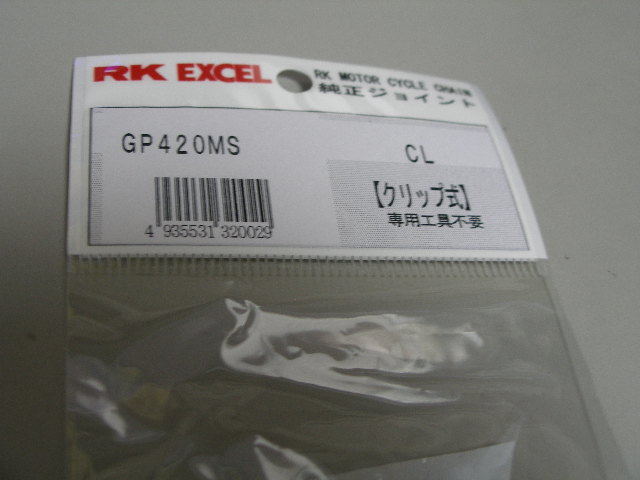 RK EXCEL
RK MOTOR CYCLE CHAIN
純正ジョイント
GP420MS
CL
【クリップ式】
専用工具不要
4 935531 320029